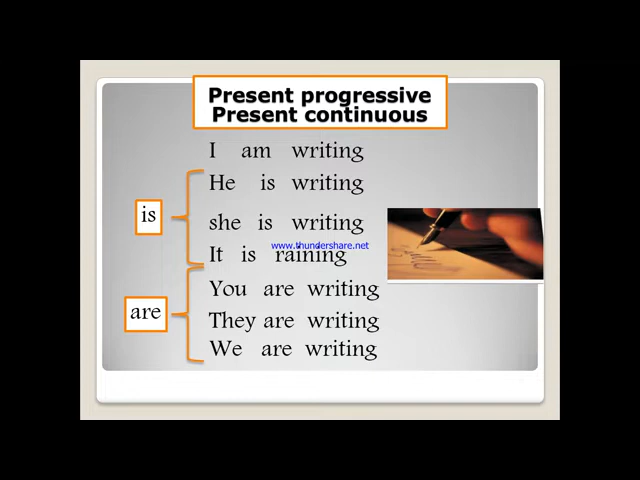 Present progressive
Present continuous
I am writing
He is writing
is
she is writing
www.thundershare.net
It is raining
You are writing
are
They are writing
We are writing